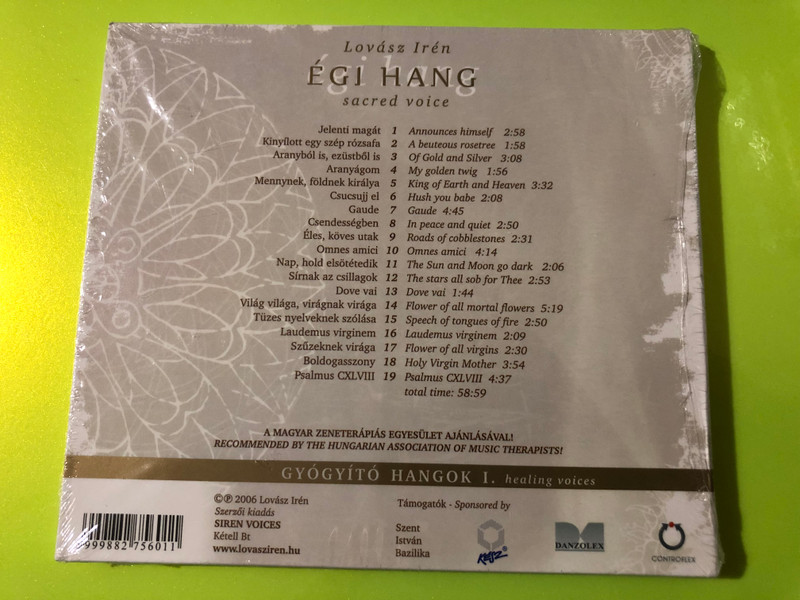 Lovász Irén
ÉGI HANG
égi hang
sacred voice
Jelenti magát 1 Announces himself 2:58
Kinyílott egy szép rózsafa 2 A beuteous rosetree 1:58
Aranyból is, ezüstből is 3 Of Gold and Silver 3:08
Aranyágom 4 My golden twig 1:56
Mennynek, földnek királya 5 King of Earth and Heaven 3:32
Csucsujj el 6 Hush you babe 2:08
Gaude 7 Gaude 4:45
Csendességben 8 In peace and quiet 2:50
Éles, köves utak 9 Roads of cobblestones 2:31
Omnes amici 10 Omnes amici 4:14
Nap, hold elsötétedik 11 The Sun and Moon go dark 2:06
Sírnak az csillagok 12 The stars all sob for Thee 2:53
Dove vai 13 Dove vai 1:44
Világ világa, virágnak virága 14 Flower of all mortal flowers 5:19
Tüzes nyelveknek szólása 15 Speech of tongues of fire 2:50
Laudemus virginem 16 Laudemus virginem 2:09
Szűzeknek virága 17 Flower of all virgins 2:30
Boldogasszony 18 Holy Virgin Mother 3:54
Psalmus CXLVIII 19 Psalmus CXLVIII 4:37
total time: 58:59
A MAGYAR ZENETERÁPIÁS EGYESÜLET AJÁNLÁSÁVAL!
RECOMMENDED BY THE HUNGARIAN ASSOCIATION OF MUSIC THERAPISTS!
GYÓGYÍTÓ HANGOK I. healing voices
©℗ 2006 Lovász Irén
Szerzői kiadás
SIREN VOICES
Kétell Bt
www.lovasziren.hu
Támogatók - Sponsored by
Szent
István
Bazilika
KÉSZ
DANZOLEX
CONTROFLEX
999882 756011